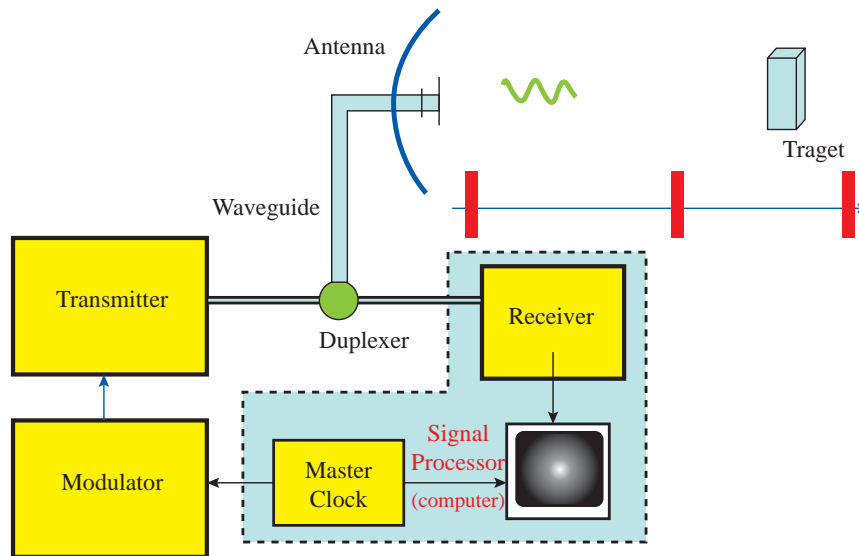 Antenna
Traget
Waveguide
Transmitter
Receiver
Duplexer
Signal
Processor
(computer)
Master
Clock
Modulator